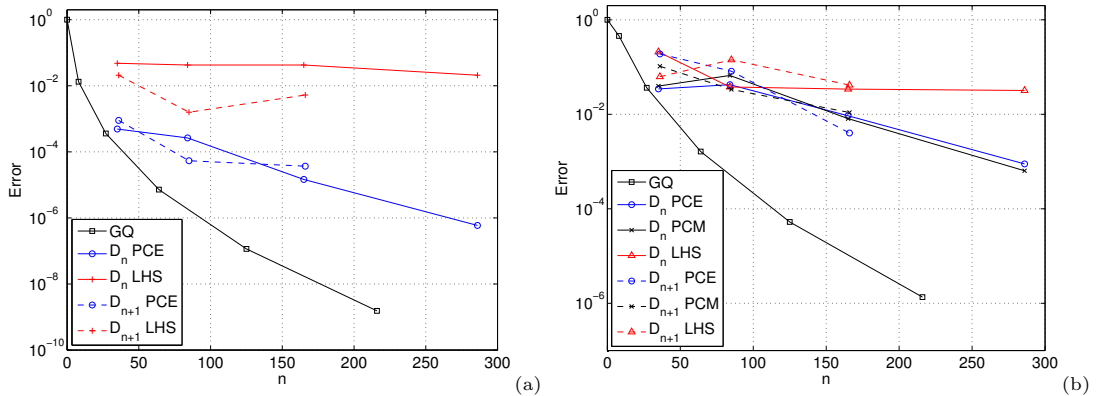 10^0
10^-2
10^-4
10^-6
10^-8
10^-10
Error
0 50 100 150 200 250 300
n
GQ
D_n PCE
D_n LHS
D_{n+1} PCE
D_{n+1} LHS
(a)
10^0
10^-2
10^-4
10^-6
Error
0 50 100 150 200 250 300
n
GQ
D_n PCE
D_n PCM
D_n LHS
D_{n+1} PCE
D_{n+1} PCM
D_{n+1} LHS
(b)